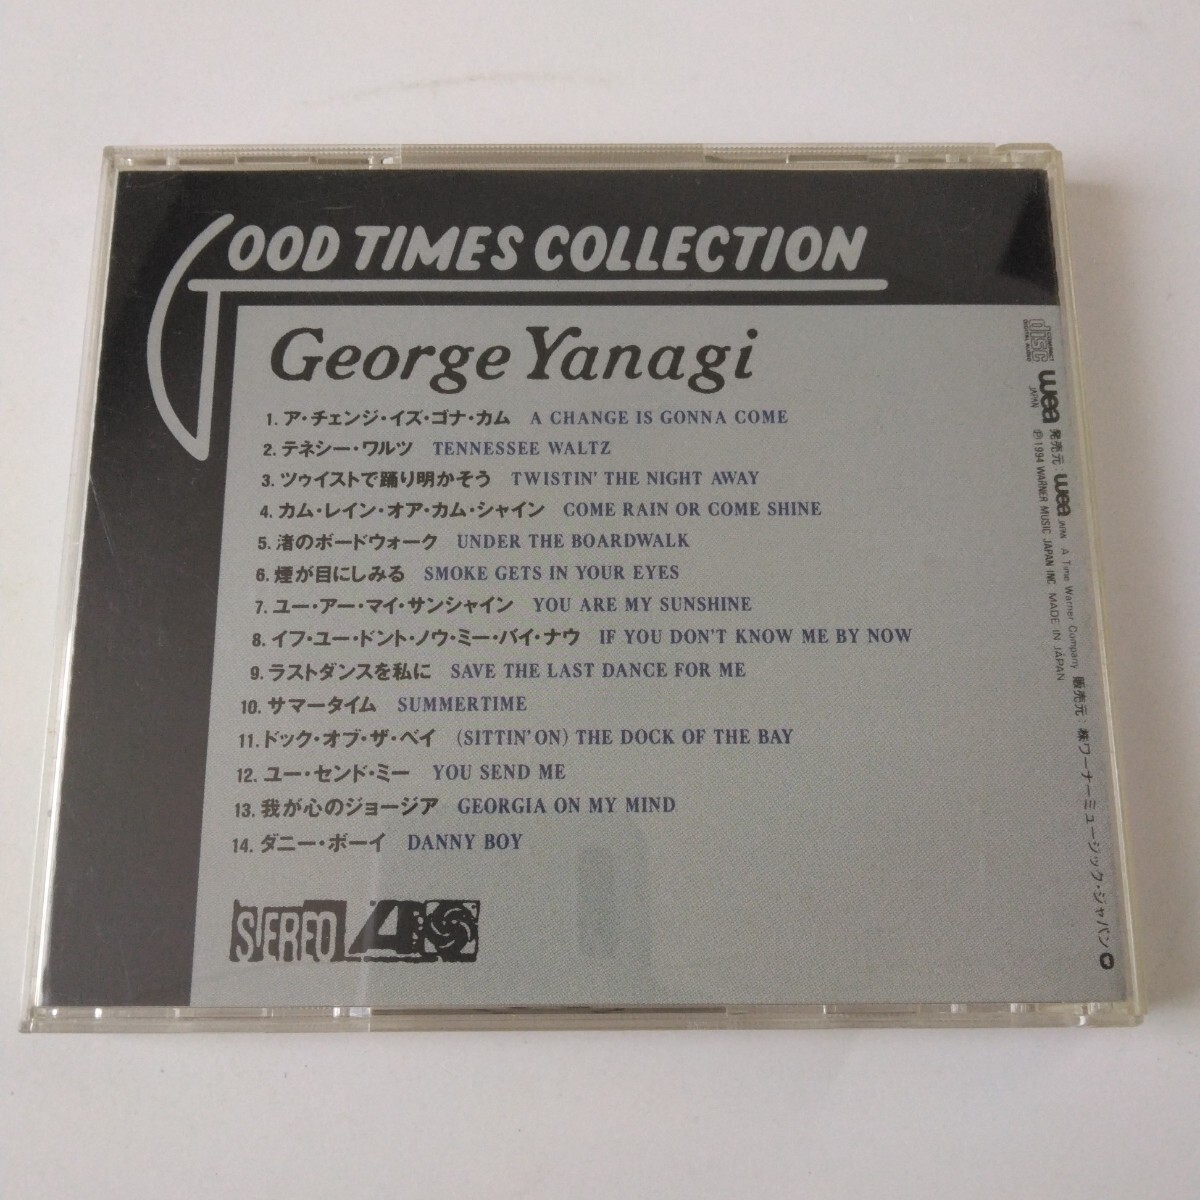 GOOD TIMES COLLECTION
George Yanagi
1. ア・チェンジ・イズ・ゴナ・カム A CHANGE IS GONNA COME
2. テネシー・ワルツ TENNESSEE WALTZ
3. ツゥイストで踊り明かそう TWISTIN' THE NIGHT AWAY
4. カム・レイン・オア・カム・シャイン COME RAIN OR COME SHINE
5. 渚のボードウォーク UNDER THE BOARDWALK
6. 煙が目にしみる SMOKE GETS IN YOUR EYES
7. ユー・アー・マイ・サンシャイン YOU ARE MY SUNSHINE
8. イフ・ユー・ドント・ノウ・ミー・バイ・ナウ IF YOU DON'T KNOW ME BY NOW
9. ラストダンスを私に SAVE THE LAST DANCE FOR ME
10. サマータイム SUMMERTIME
11. ドック・オブ・ザ・ベイ (SITTIN' ON) THE DOCK OF THE BAY
12. ユー・センド・ミー YOU SEND ME
13. 我が心のジョージア GEORGIA ON MY MIND
14. ダニー・ボーイ DANNY BOY
STEREO
COMPACT disc DIGITAL AUDIO
wea JAPAN
発売元: wea JAPAN A Time Warner Company 販売元: ㈱ワーナーミュージック・ジャパン
℗1994 WARNER MUSIC JAPAN INC. MADE IN JAPAN